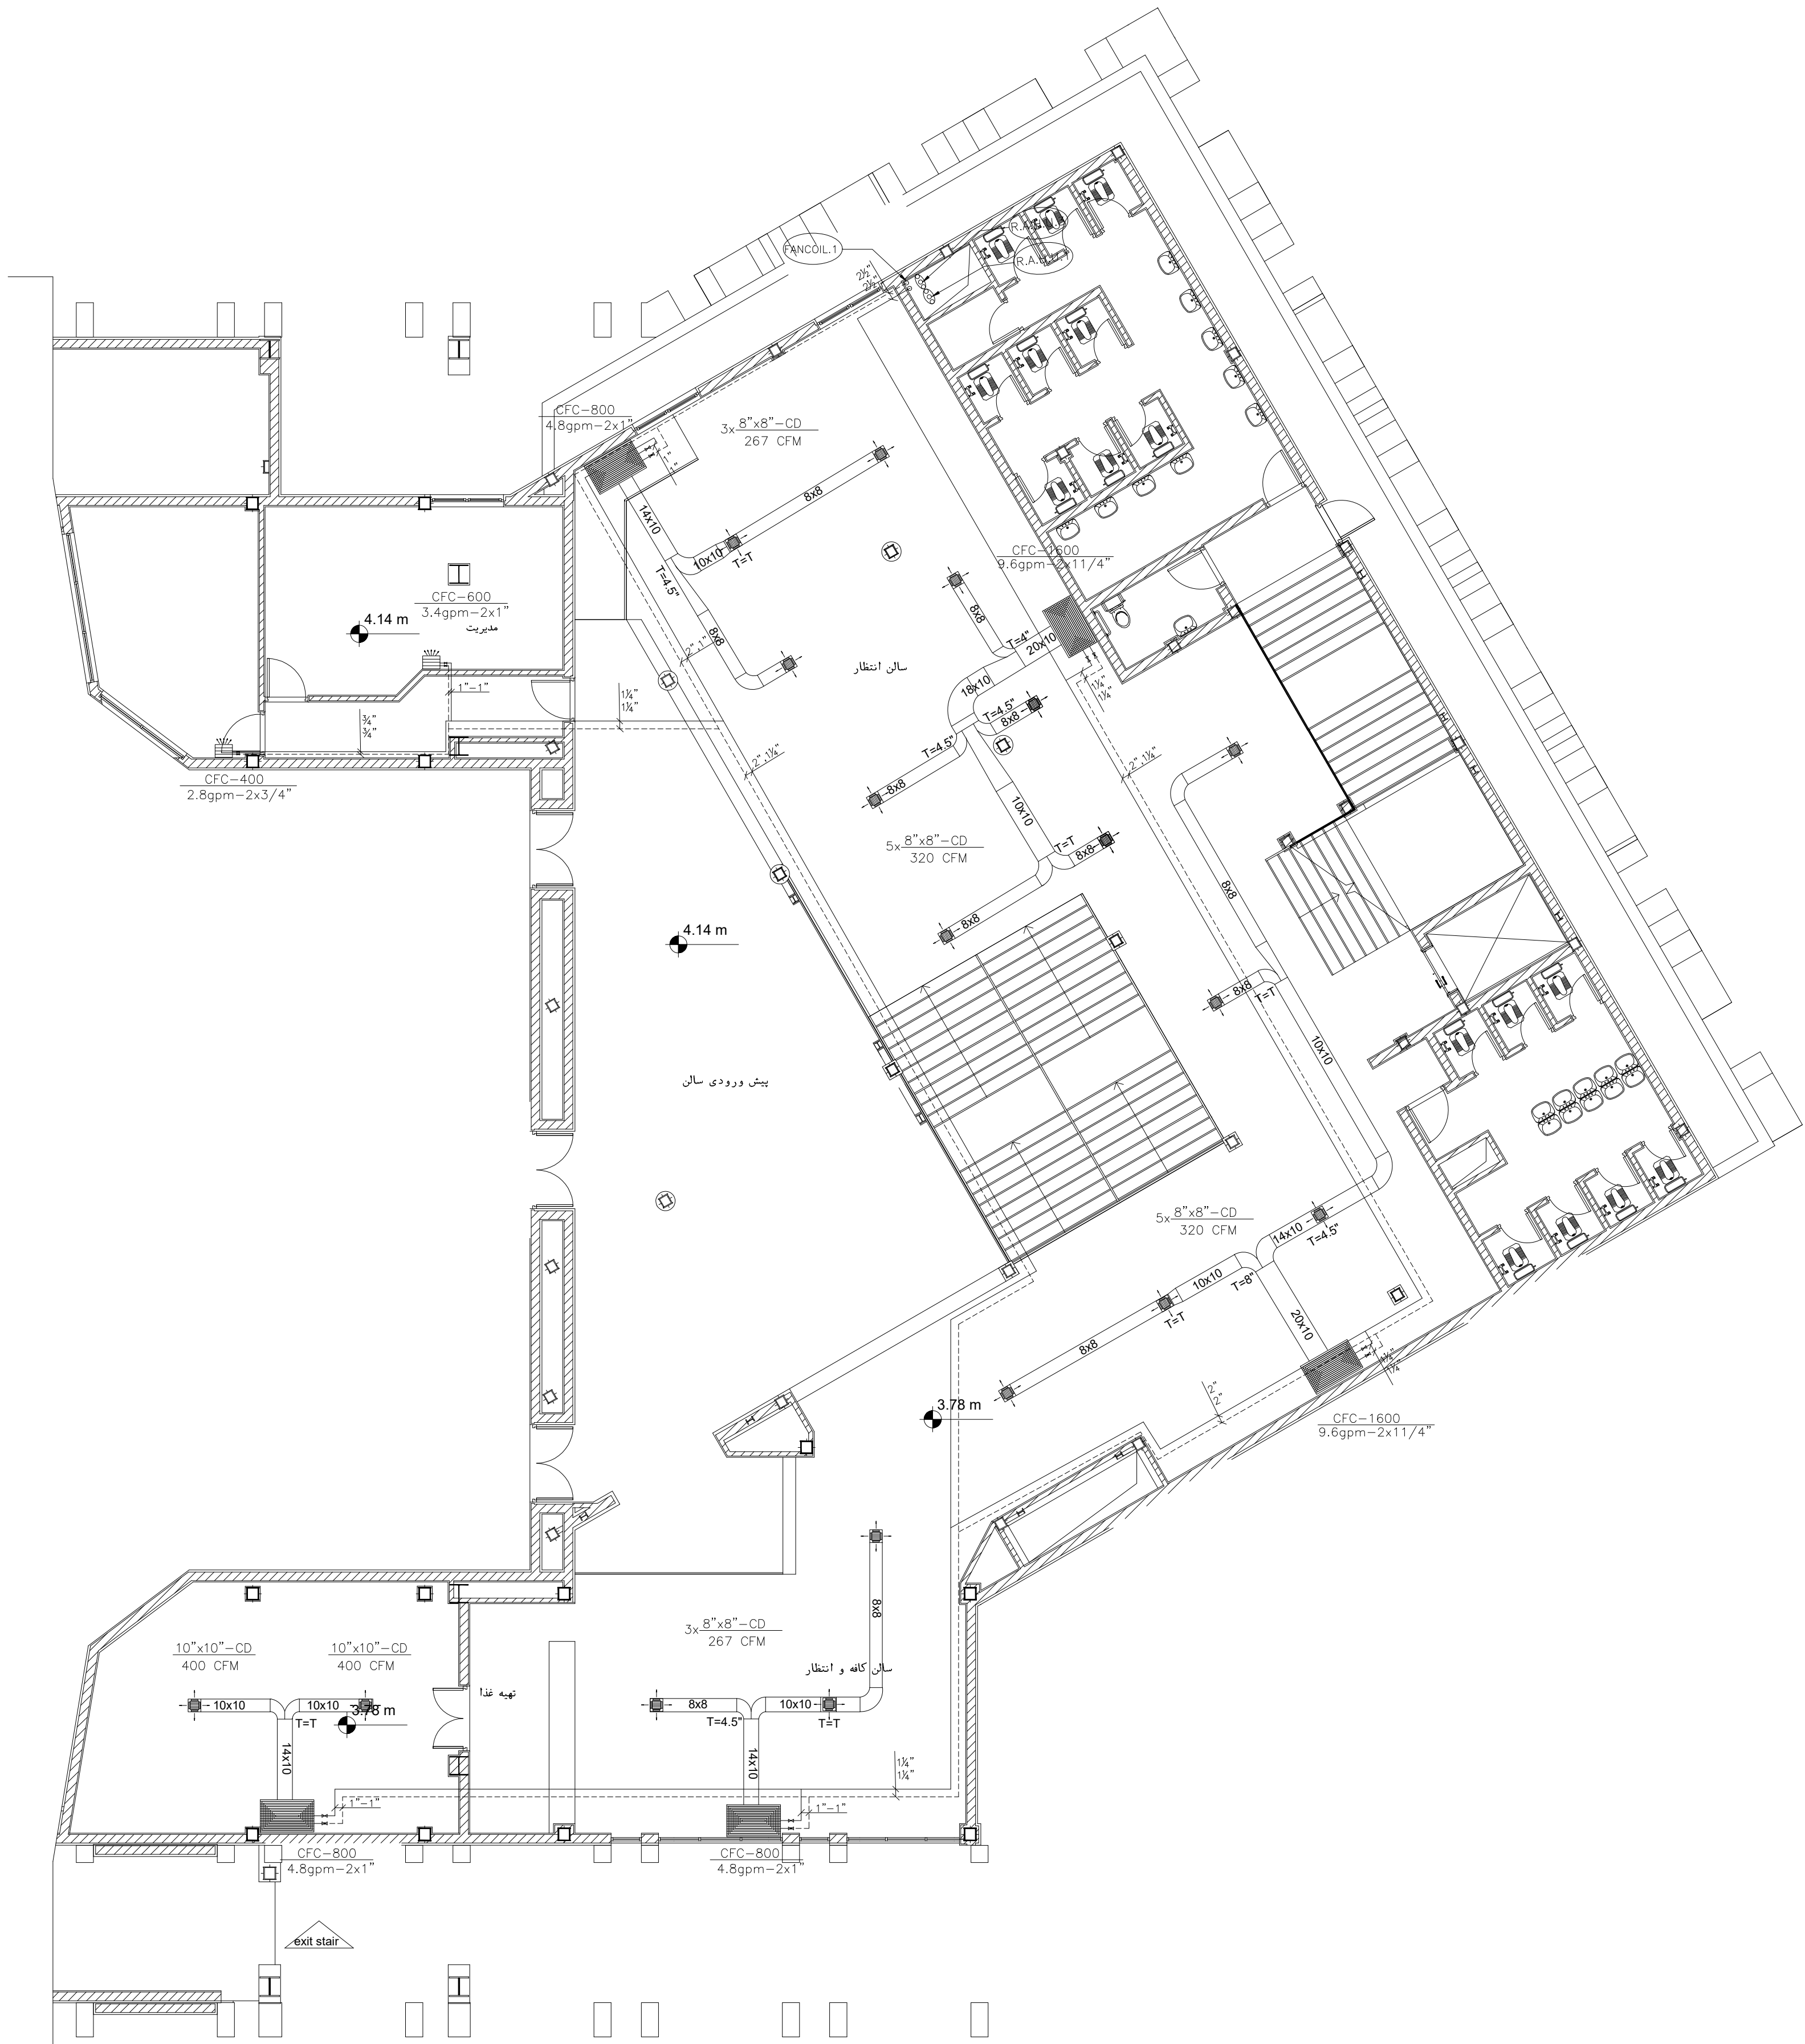 FANCOIL.1
R.A.
R.A.
2½"
2½"
CFC-800
4.8gpm-2x1"
3x 8"x8"-CD
267 CFM
8x8
14x10
10x10
T=T
T=4.5"
8x8
1"
1"
CFC-1600
9.6gpm-2x11/4"
CFC-600
3.4gpm-2x1"
4.14 m
مدیریت
8x8
T=4"
20x10
2",1"
سالن انتظار
18x10
1"-1"
1¼"
1¼"
1¼"
1¼"
T=4.5"
8x8
¾"
¾"
T=4.5"
2",1¼"
2",1¼"
CFC-400
2.8gpm-2x3/4"
8x8
10x10
5x 8"x8"-CD
320 CFM
T=T
8x8
8x8
8x8
4.14 m
8x8
T=T
10x10
پیش ورودی سالن
5x 8"x8"-CD
320 CFM
14x10
T=4.5"
10x10
T=8"
T=T
20x10
8x8
1¼"
1¼"
2"
2"
3.78 m
CFC-1600
9.6gpm-2x11/4"
8x8
3x 8"x8"-CD
267 CFM
10"x10"-CD
400 CFM
10"x10"-CD
400 CFM
سالن کافه و انتظار
تهیه غذا
10x10
10x10
8x8
10x10
3.78 m
T=T
T=4.5"
T=T
14x10
14x10
1¼"
1¼"
1"-1"
1"-1"
CFC-800
4.8gpm-2x1"
CFC-800
4.8gpm-2x1"
exit stair